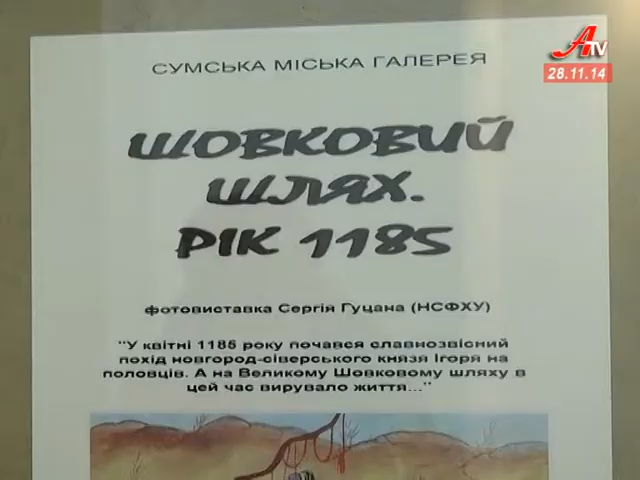 СУМСЬКА МІСЬКА ГАЛЕРЕЯ
ATV
28.11.14
ШОВКОВИЙ
ШЛЯХ.
РІК 1185
фотовиставка Сергія Гуцана (НСФХУ)
"У квітні 1185 року почався славнозвісний
похід новгород-сіверського князя Ігоря на
половців. А на Великому Шовковому шляху в
цей час вирувало життя..."